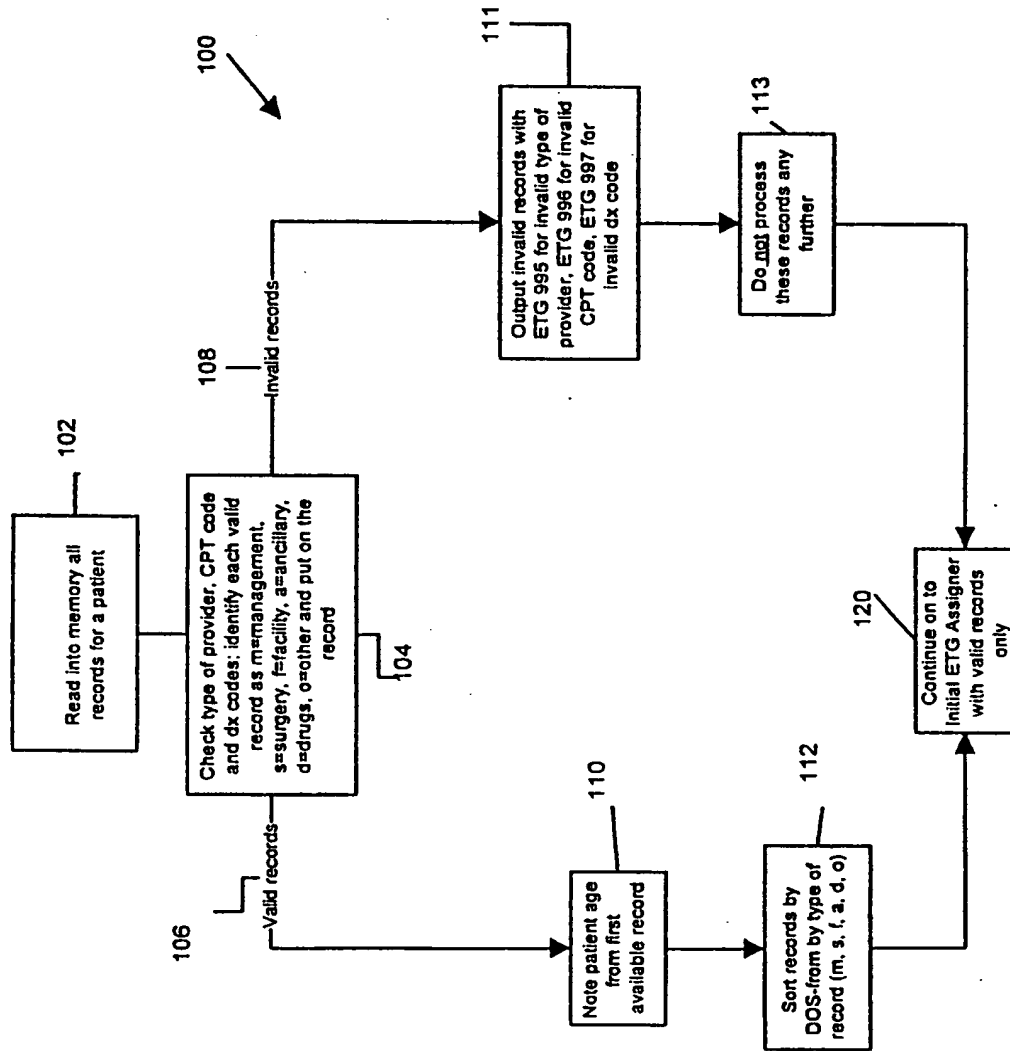 100
102
Read into memory all
records for a patient
Check type of provider, CPT code
and dx codes; identify each valid
record as m=management,
s=surgery, f=facility, a=ancillary,
d=drugs, o=other and put on the
record
104
106
Valid records
108
Invalid records
110
Note patient age
from first
available record
111
Output invalid records with
ETG 995 for invalid type of
provider, ETG 996 for invalid
CPT code, ETG 997 for
invalid dx code
112
Sort records by
DOS-from by type of
record (m, s, f, a, d, o)
113
Do not process
these records any
further
120
Continue on to
Initial ETG Assigner
with valid records
only